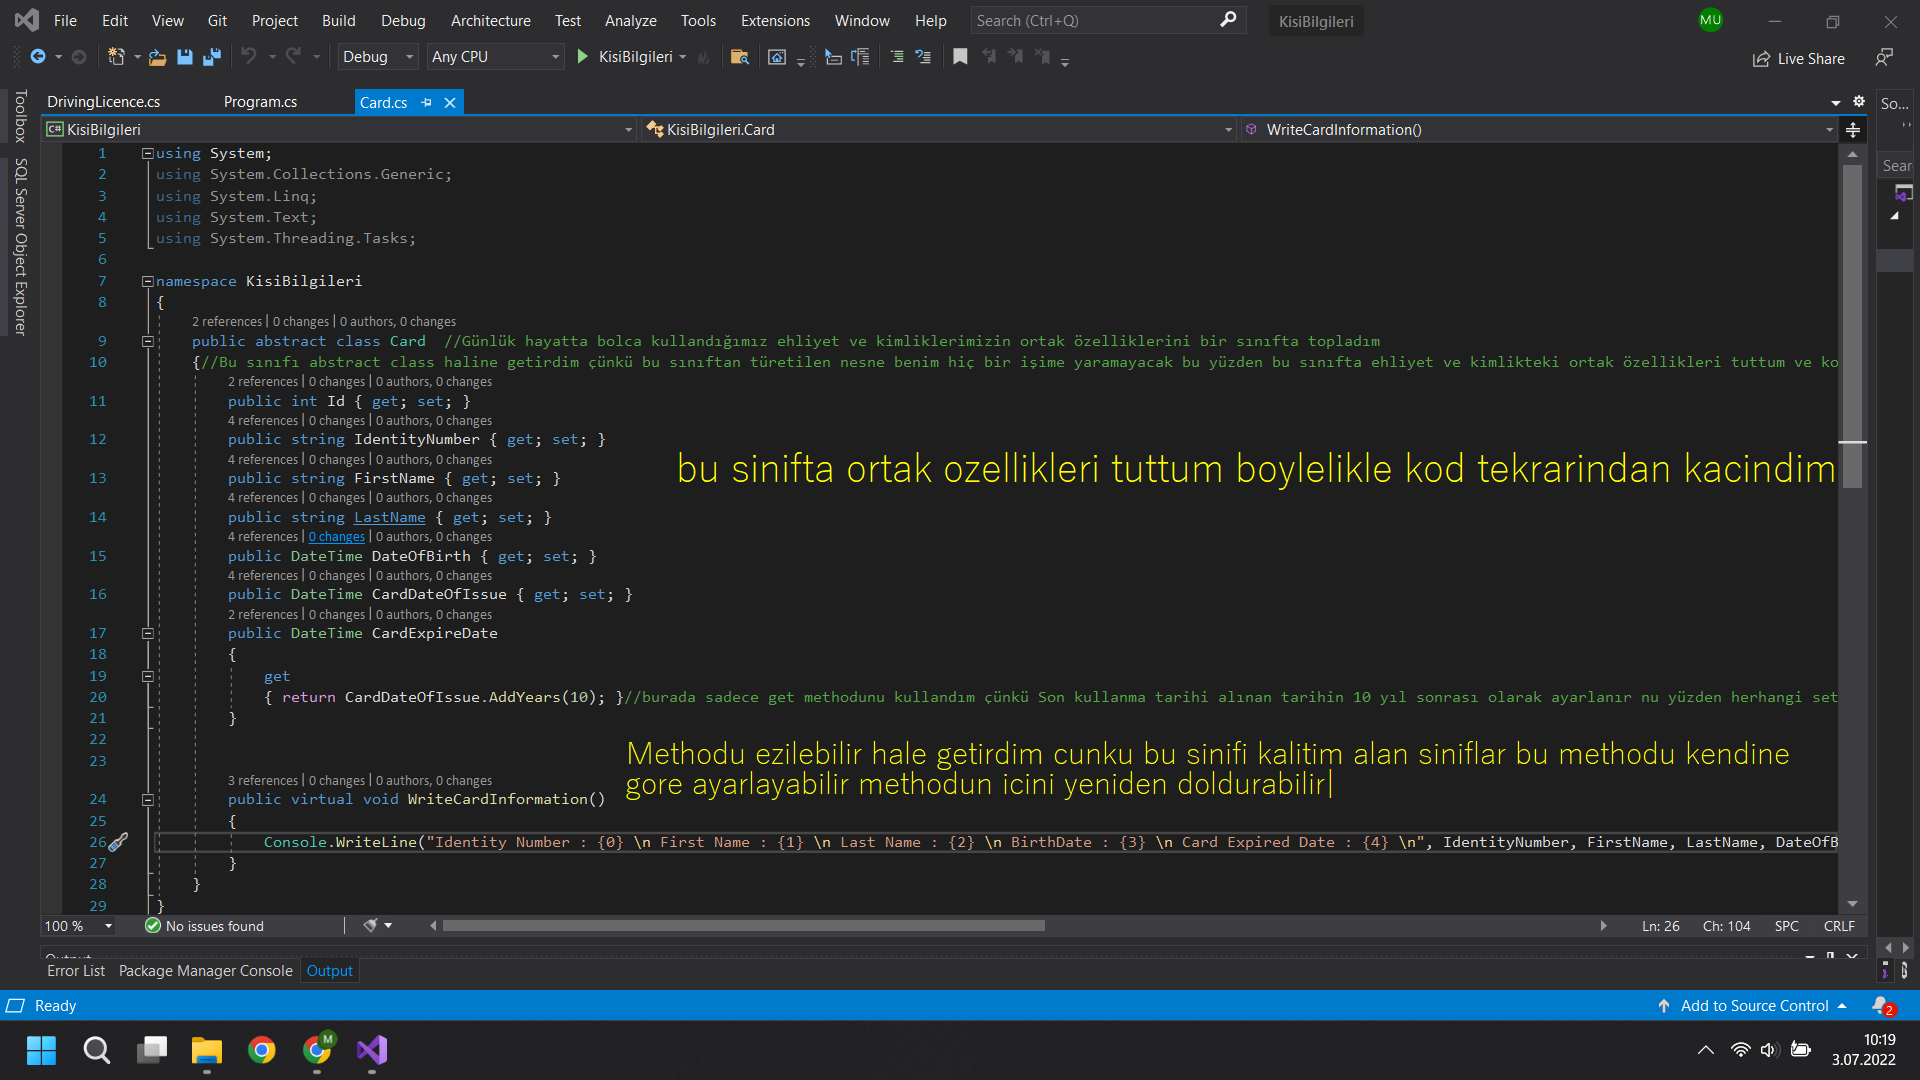 File Edit View Git Project Build Debug Architecture Test Analyze Tools Extensions Window Help Search (Ctrl+Q) KisiBilgileri MU
Debug Any CPU KisiBilgileri Live Share
DrivingLicence.cs Program.cs Card.cs So...
Toolbox
SQL Server Object Explorer
C# KisiBilgileri KisiBilgileri.Card WriteCardInformation()
Sear
1 using System;
2 using System.Collections.Generic;
3 using System.Linq;
4 using System.Text;
5 using System.Threading.Tasks;
6
7 namespace KisiBilgileri
8 {
2 references | 0 changes | 0 authors, 0 changes
9 public abstract class Card //Günlük hayatta bolca kullandığımız ehliyet ve kimliklerimizin ortak özelliklerini bir sınıfta topladım
10 {//Bu sınıfı abstract class haline getirdim çünkü bu sınıftan türetilen nesne benim hiç bir işime yaramayacak bu yüzden bu sınıfta ehliyet ve kimlikteki ortak özellikleri tuttum ve ko
2 references | 0 changes | 0 authors, 0 changes
11 public int Id { get; set; }
4 references | 0 changes | 0 authors, 0 changes
12 public string IdentityNumber { get; set; }
4 references | 0 changes | 0 authors, 0 changes
bu sinifta ortak ozellikleri tuttum boylelikle kod tekrarindan kacindim
13 public string FirstName { get; set; }
4 references | 0 changes | 0 authors, 0 changes
14 public string LastName { get; set; }
4 references | 0 changes | 0 authors, 0 changes
15 public DateTime DateOfBirth { get; set; }
4 references | 0 changes | 0 authors, 0 changes
16 public DateTime CardDateOfIssue { get; set; }
2 references | 0 changes | 0 authors, 0 changes
17 public DateTime CardExpireDate
18 {
19 get
20 { return CardDateOfIssue.AddYears(10); }//burada sadece get methodunu kullandım çünkü Son kullanma tarihi alınan tarihin 10 yıl sonrası olarak ayarlanır nu yüzden herhangi set
21 }
22
23
Methodu ezilebilir hale getirdim cunku bu sinifi kalitim alan siniflar bu methodu kendine
gore ayarlayabilir methodun icini yeniden doldurabilir
3 references | 0 changes | 0 authors, 0 changes
24 public virtual void WriteCardInformation()
25 {
26 Console.WriteLine("Identity Number : {0} \n First Name : {1} \n Last Name : {2} \n BirthDate : {3} \n Card Expired Date : {4} \n", IdentityNumber, FirstName, LastName, DateOfB
27 }
28 }
29 }
100 % No issues found Ln: 26 Ch: 104 SPC CRLF
Error List Package Manager Console Output
Ready Add to Source Control 2
M
10:19
3.07.2022